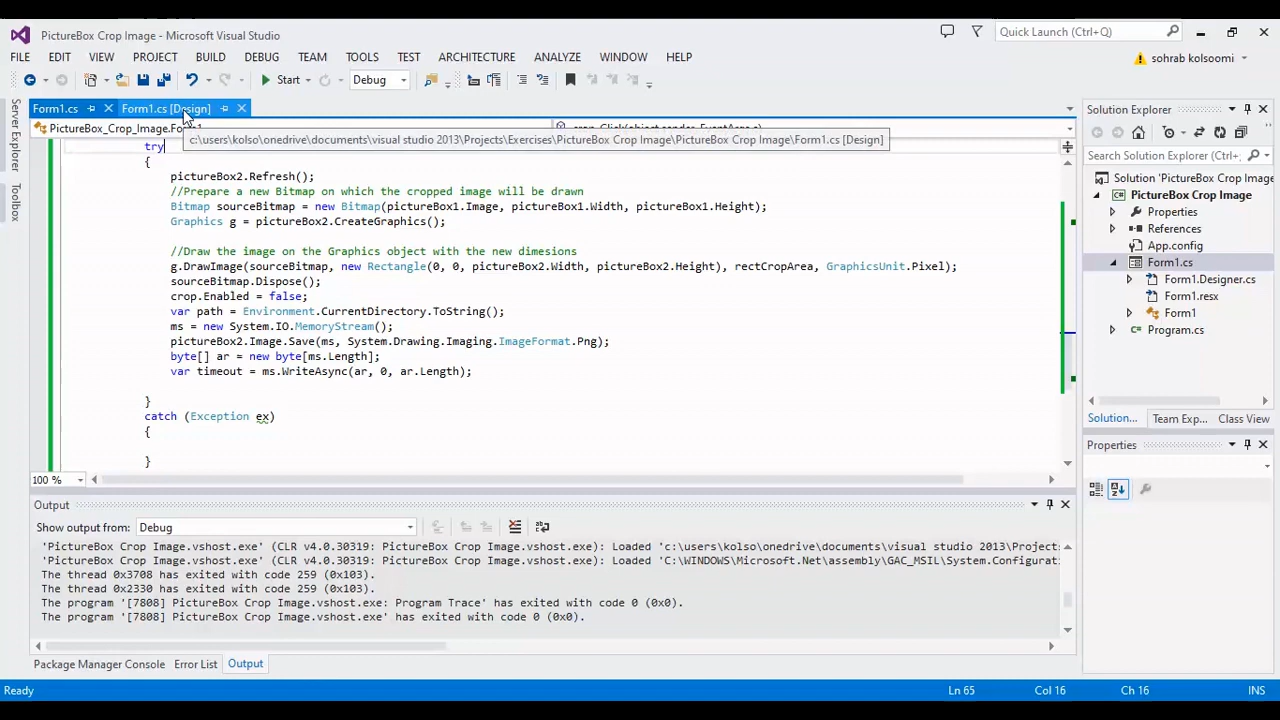 PictureBox Crop Image - Microsoft Visual Studio
Quick Launch (Ctrl+Q)
FILE EDIT VIEW PROJECT BUILD DEBUG TEAM TOOLS TEST ARCHITECTURE ANALYZE WINDOW HELP
sohrab kolsoomi
Start Debug
Form1.cs Form1.cs [Design]
Solution Explorer
PictureBox_Crop_Image.Form1
crop_Click(object sender, EventArgs e)
c:\users\kolso\onedrive\documents\visual studio 2013\Projects\Exercises\PictureBox Crop Image\PictureBox Crop Image\Form1.cs [Design]
Search Solution Explorer
Solution 'PictureBox Crop Image
PictureBox Crop Image
Properties
References
App.config
Form1.cs
Form1.Designer.cs
Form1.resx
Form1
Program.cs
Solution... Team Exp... Class View
Properties
Server Explorer
Toolbox
try
{
pictureBox2.Refresh();
//Prepare a new Bitmap on which the cropped image will be drawn
Bitmap sourceBitmap = new Bitmap(pictureBox1.Image, pictureBox1.Width, pictureBox1.Height);
Graphics g = pictureBox2.CreateGraphics();
//Draw the image on the Graphics object with the new dimesions
g.DrawImage(sourceBitmap, new Rectangle(0, 0, pictureBox2.Width, pictureBox2.Height), rectCropArea, GraphicsUnit.Pixel);
sourceBitmap.Dispose();
crop.Enabled = false;
var path = Environment.CurrentDirectory.ToString();
ms = new System.IO.MemoryStream();
pictureBox2.Image.Save(ms, System.Drawing.Imaging.ImageFormat.Png);
byte[] ar = new byte[ms.Length];
var timeout = ms.WriteAsync(ar, 0, ar.Length);
}
catch (Exception ex)
{
}
100 %
Output
Show output from: Debug
'PictureBox Crop Image.vshost.exe' (CLR v4.0.30319: PictureBox Crop Image.vshost.exe): Loaded 'c:\users\kolso\onedrive\documents\visual studio 2013\Projec
'PictureBox Crop Image.vshost.exe' (CLR v4.0.30319: PictureBox Crop Image.vshost.exe): Loaded 'C:\WINDOWS\Microsoft.Net\assembly\GAC_MSIL\System.Configurat
The thread 0x3708 has exited with code 259 (0x103).
The thread 0x2330 has exited with code 259 (0x103).
The program '[7808] PictureBox Crop Image.vshost.exe: Program Trace' has exited with code 0 (0x0).
The program '[7808] PictureBox Crop Image.vshost.exe' has exited with code 0 (0x0).
Package Manager Console Error List Output
Ready Ln 65 Col 16 Ch 16 INS